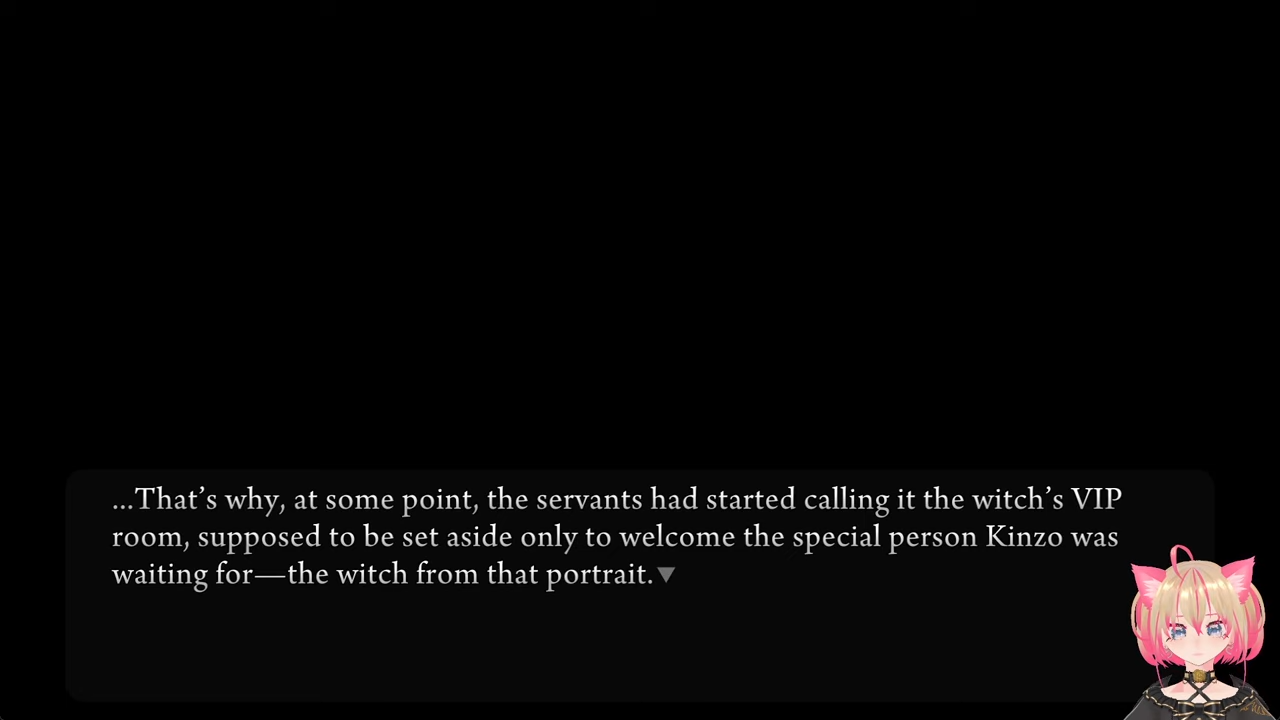 ...That's why, at some point, the servants had started calling it the witch's VIP
room, supposed to be set aside only to welcome the special person Kinzo was
waiting for—the witch from that portrait.